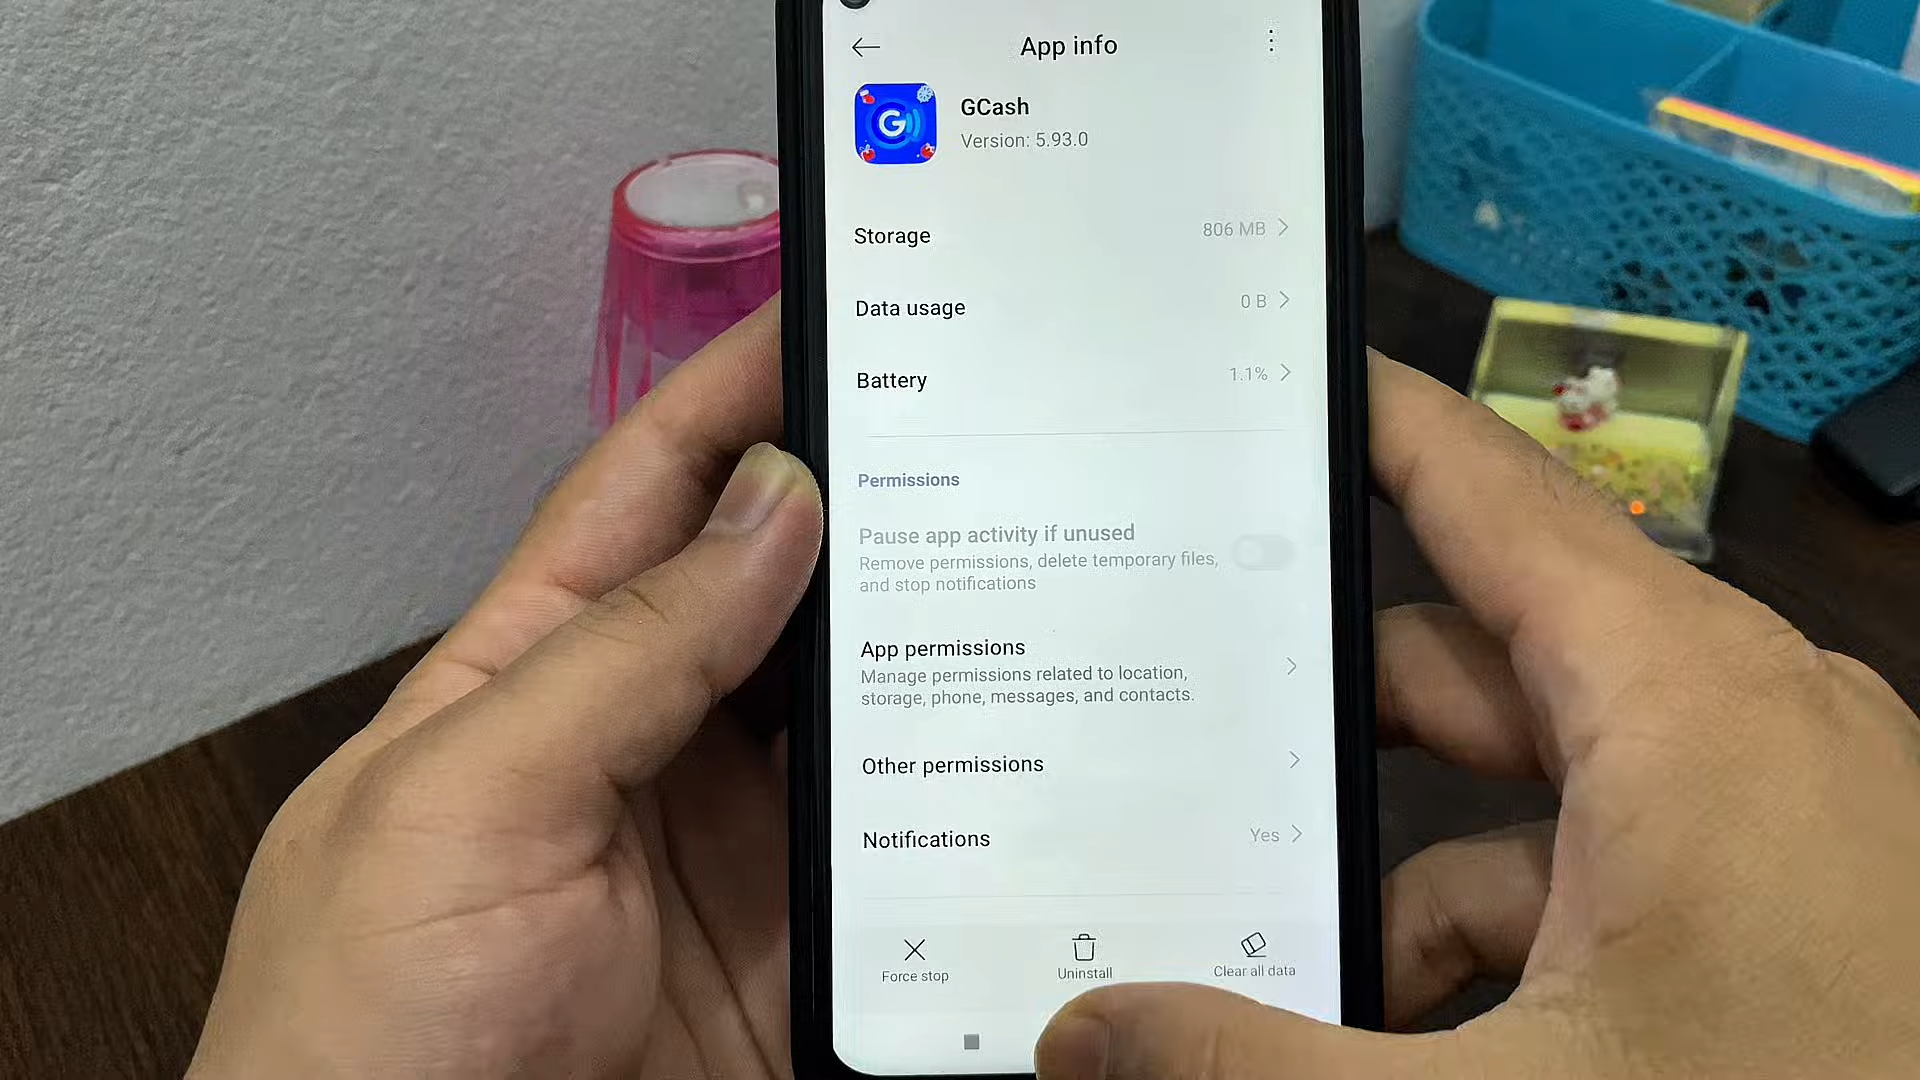 App info
G
GCash
Version: 5.93.0
Storage 806 MB
Data usage 0 B
Battery 1.1%
Permissions
Pause app activity if unused
Remove permissions, delete temporary files,
and stop notifications
App permissions
Manage permissions related to location,
storage, phone, messages, and contacts.
Other permissions
Notifications Yes
Force stop Uninstall Clear all data